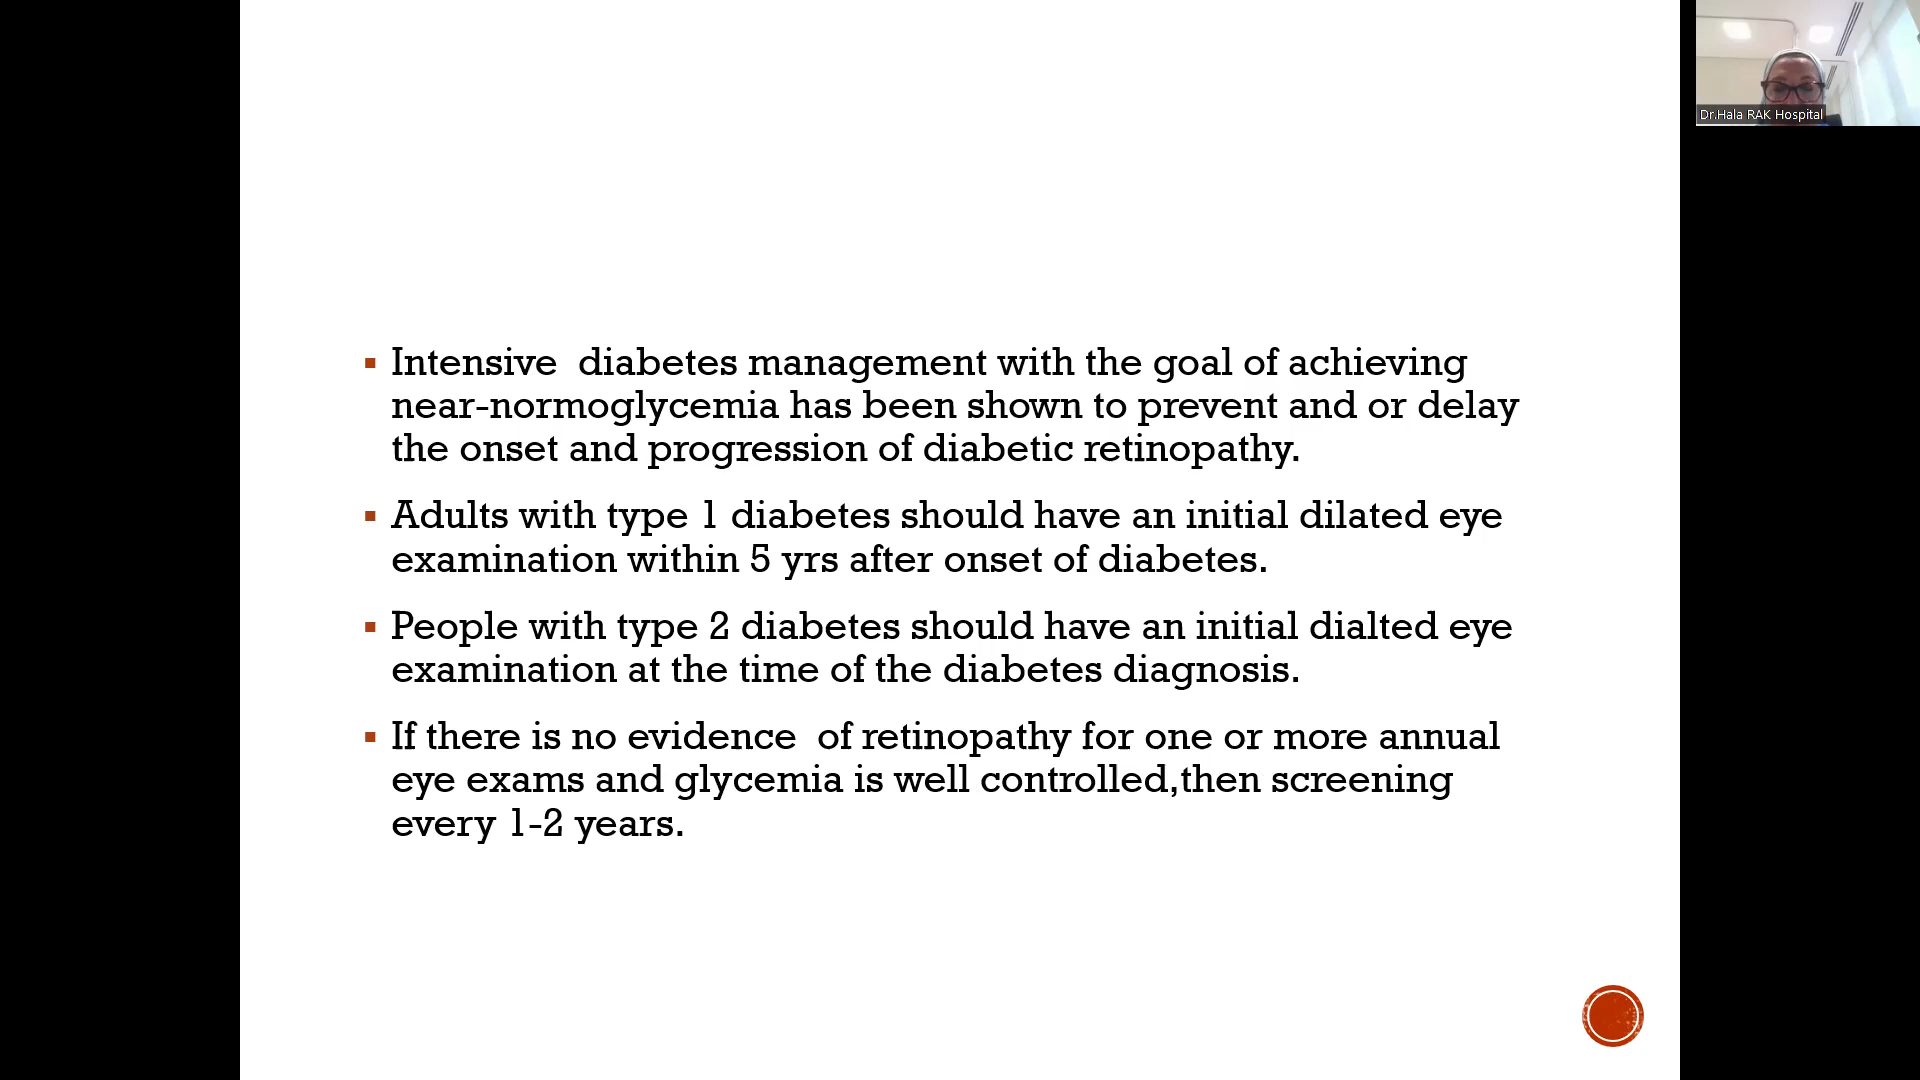 Dr.Hala RAK Hospital
Intensive  diabetes management with the goal of achieving
near-normoglycemia has been shown to prevent and or delay
the onset and progression of diabetic retinopathy.
Adults with type 1 diabetes should have an initial dilated eye
examination within 5 yrs after onset of diabetes.
People with type 2 diabetes should have an initial dialted eye
examination at the time of the diabetes diagnosis.
If there is no evidence  of retinopathy for one or more annual
eye exams and glycemia is well controlled,then screening
every 1-2 years.